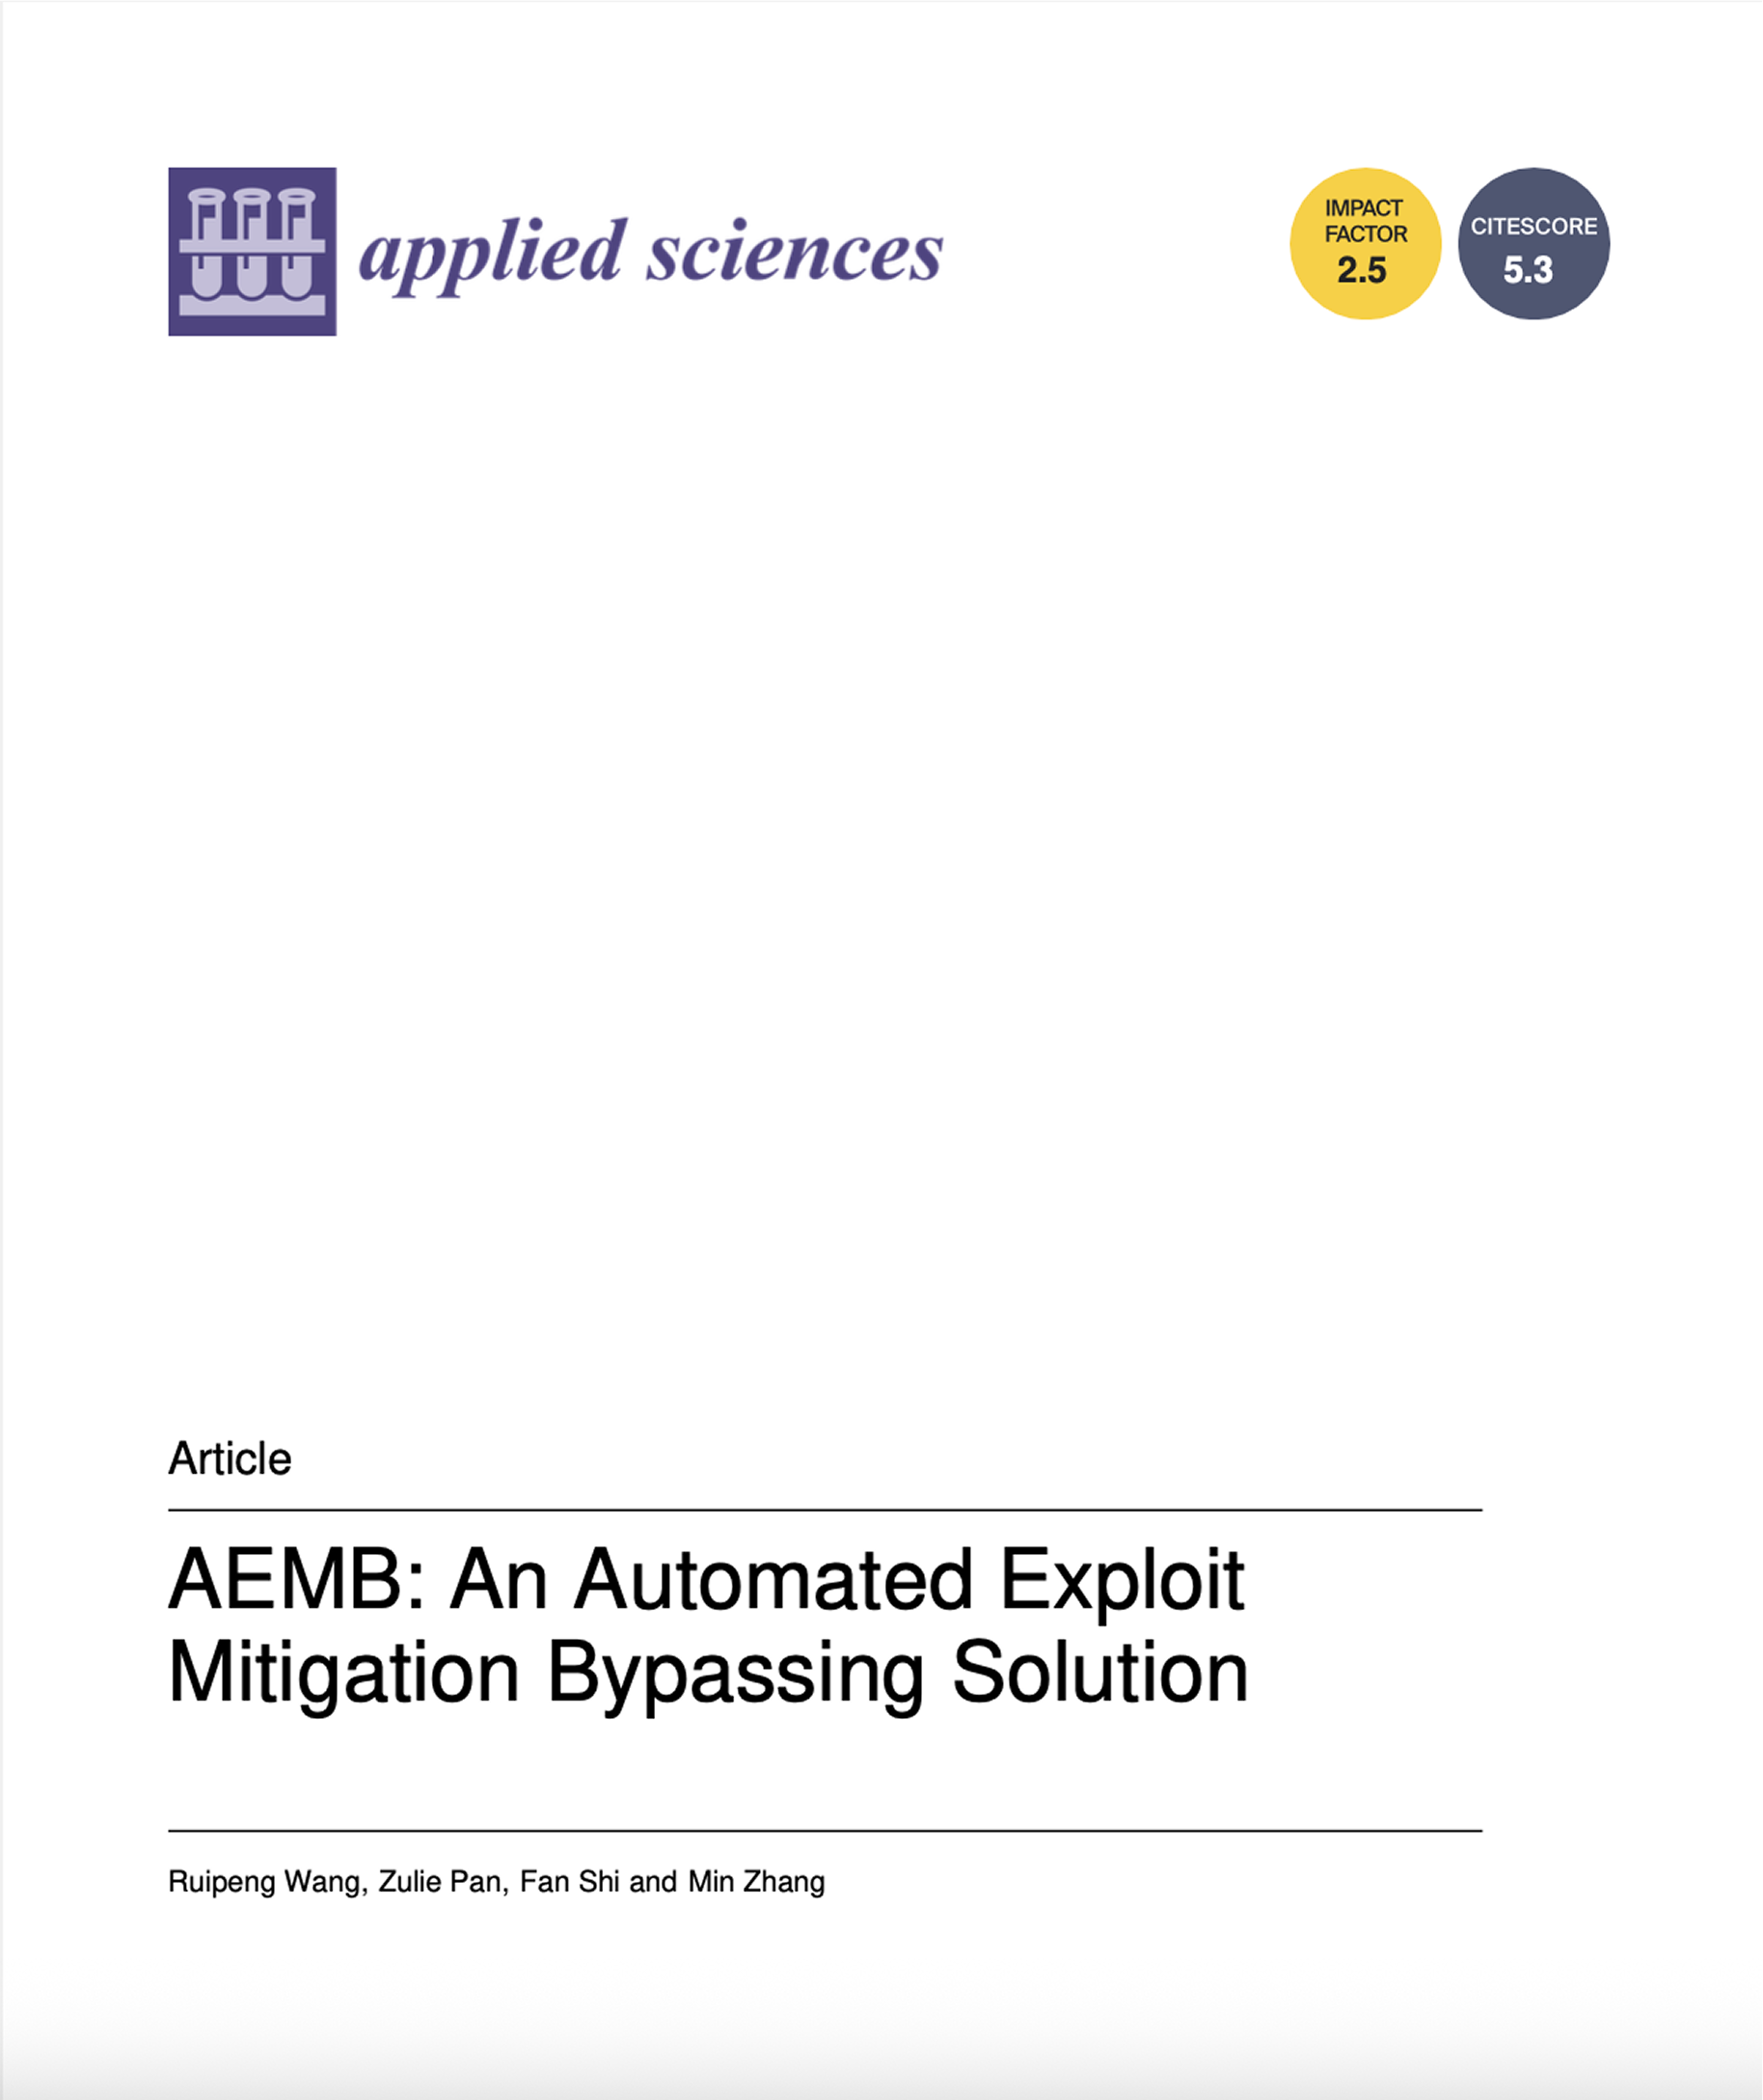 applied sciences
IMPACT
FACTOR
2.5
CITESCORE
5.3
Article
AEMB: An Automated Exploit
Mitigation Bypassing Solution
Ruipeng Wang, Zulie Pan, Fan Shi and Min Zhang